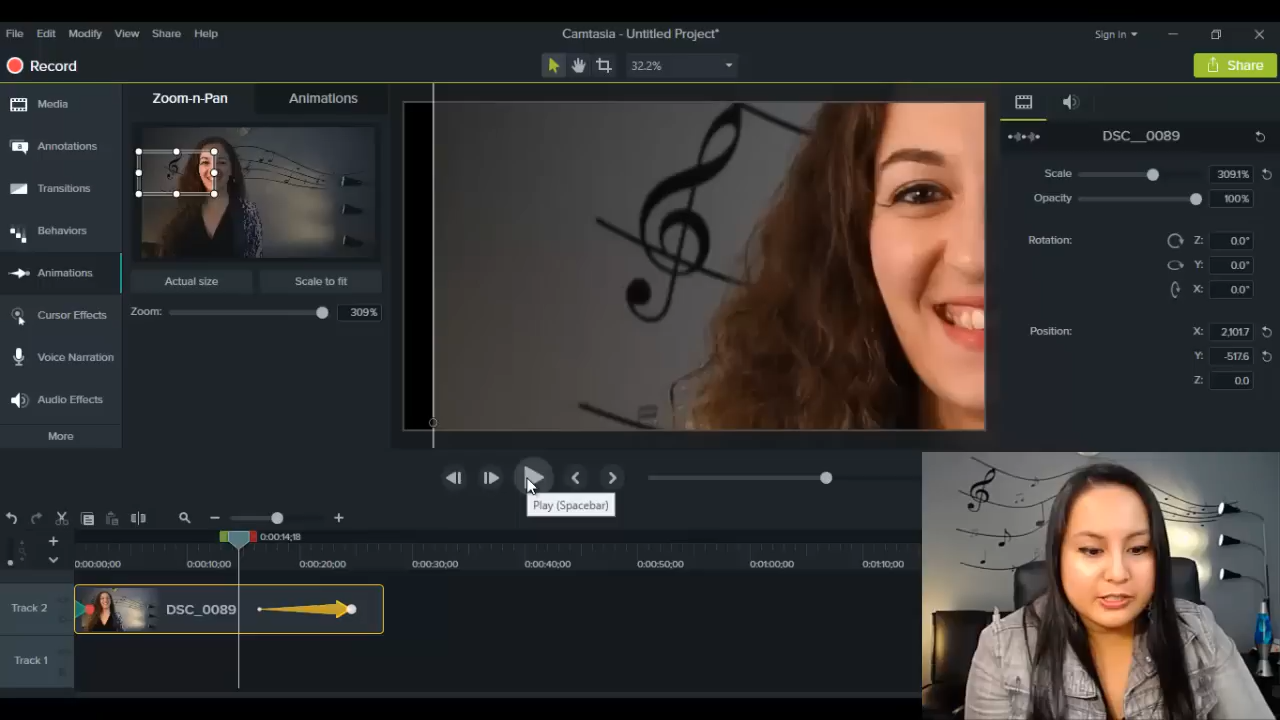 File Edit Modify View Share Help
Camtasia - Untitled Project*
Sign in
Record
32.2%
Share
Media
Annotations
Transitions
Behaviors
Animations
Cursor Effects
Voice Narration
Audio Effects
More
Zoom-n-Pan Animations
Actual size Scale to fit
Zoom: 309%
DSC__0089
Scale 309.1%
Opacity 100%
Rotation: Z: 0.0°
Y: 0.0°
X: 0.0°
Position: X: 2,101.7
Y: -517.6
Z: 0.0
Play (Spacebar)
0:00:14;18
0:00:00;00 0:00:10;00 0:00:20;00 0:00:30;00 0:00:40;00 0:00:50;00 0:01:00;00 0:01:10;00
Track 2 DSC_0089
Track 1